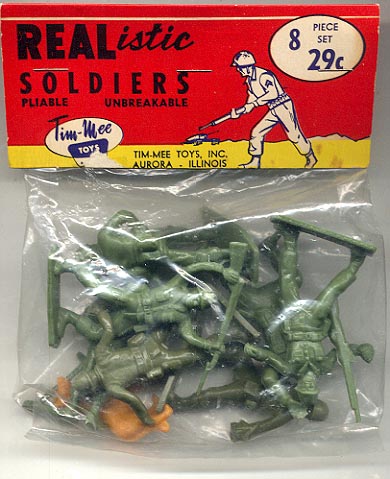 REAListic
SOLDIERS
PLIABLE UNBREAKABLE
Tim-Mee
TOYS
8 PIECE SET
29c
TIM-MEE TOYS, INC.
AURORA - ILLINOIS